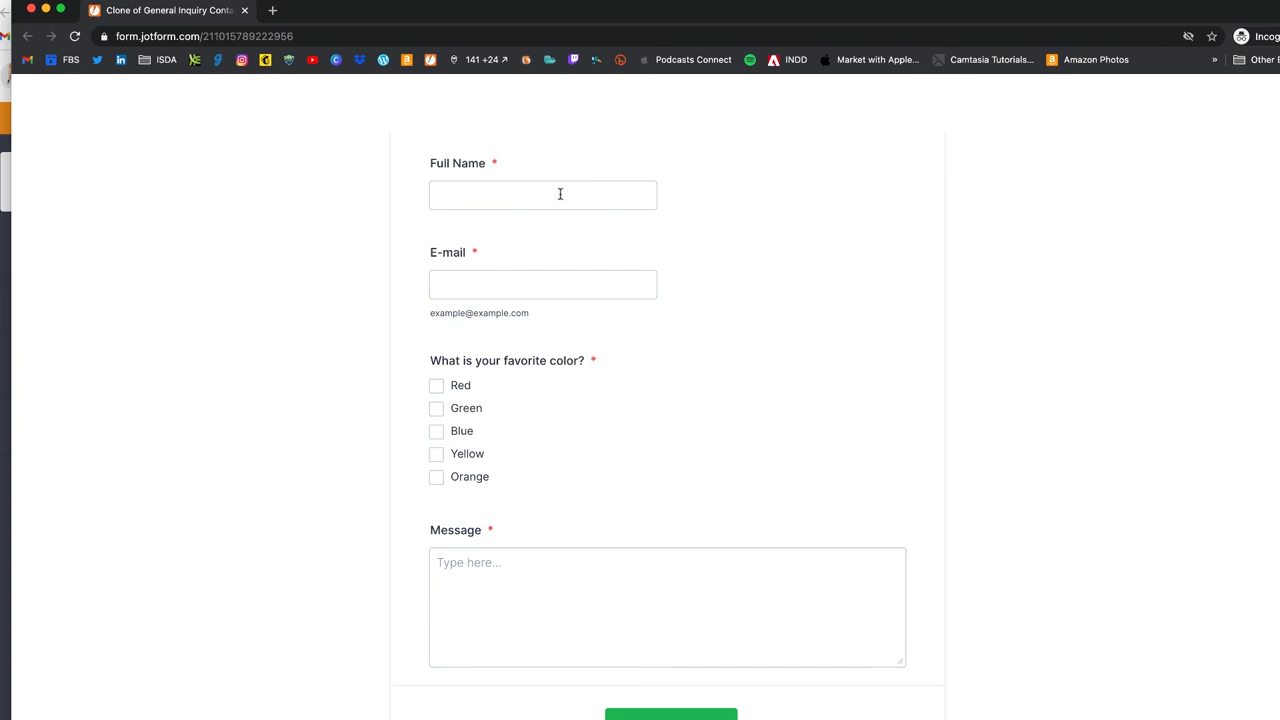 Clone of General Inquiry Conta
form.jotform.com/211015789222956
Incog
FBS
ISDA
141 +24
Podcasts Connect
INDD
Market with Apple...
Camtasia Tutorials...
Amazon Photos
»
Other B
Full Name *
E-mail *
example@example.com
What is your favorite color? *
Red
Green
Blue
Yellow
Orange
Message *
Type here...